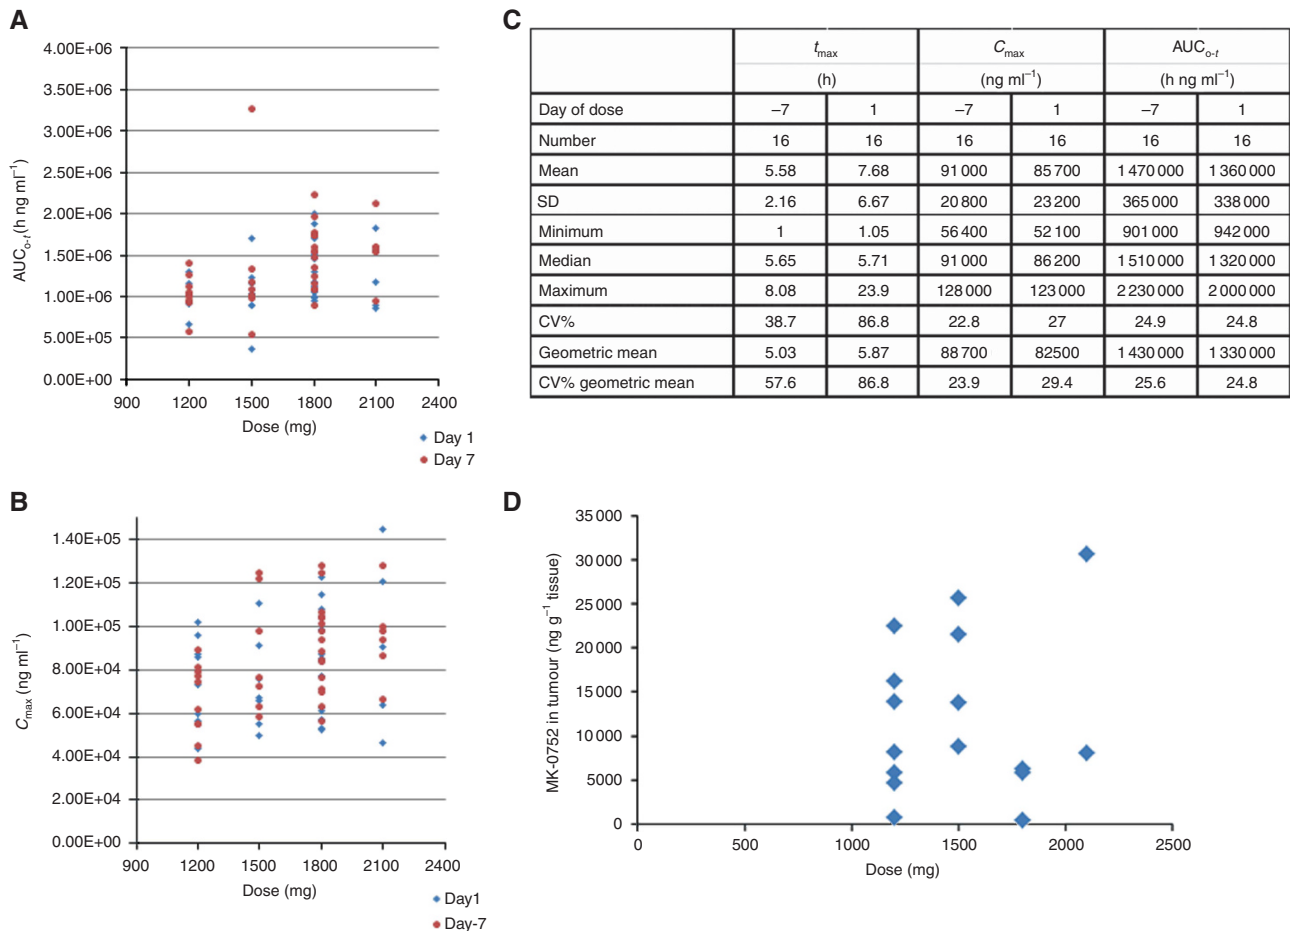 A
4.00E+06
3.50E+06
3.00E+06
2.50E+06
2.00E+06
1.50E+06
1.00E+06
5.00E+05
0.00E+00
AUCo-t (h ng ml–1)
900 1200 1500 1800 2100 2400
Dose (mg)
Day 1
Day 7
B
1.40E+05
1.20E+05
1.00E+05
8.00E+04
6.00E+04
4.00E+04
2.00E+04
0.00E+00
Cmax (ng ml–1)
900 1200 1500 1800 2100 2400
Dose (mg)
Day1
Day-7
C
tmax Cmax AUCo-t
(h) (ng ml–1) (h ng ml–1)
Day of dose –7 1 –7 1 –7 1
Number 16 16 16 16 16 16
Mean 5.58 7.68 91 000 85 700 1 470 000 1 360 000
SD 2.16 6.67 20 800 23 200 365 000 338 000
Minimum 1 1.05 56 400 52 100 901 000 942 000
Median 5.65 5.71 91 000 86 200 1 510 000 1 320 000
Maximum 8.08 23.9 128 000 123 000 2 230 000 2 000 000
CV% 38.7 86.8 22.8 27 24.9 24.8
Geometric mean 5.03 5.87 88 700 82500 1 430 000 1 330 000
CV% geometric mean 57.6 86.8 23.9 29.4 25.6 24.8
D
35 000
30 000
25 000
20 000
15 000
10 000
5000
0
MK-0752 in tumour (ng g–1 tissue)
0 500 1000 1500 2000 2500
Dose (mg)